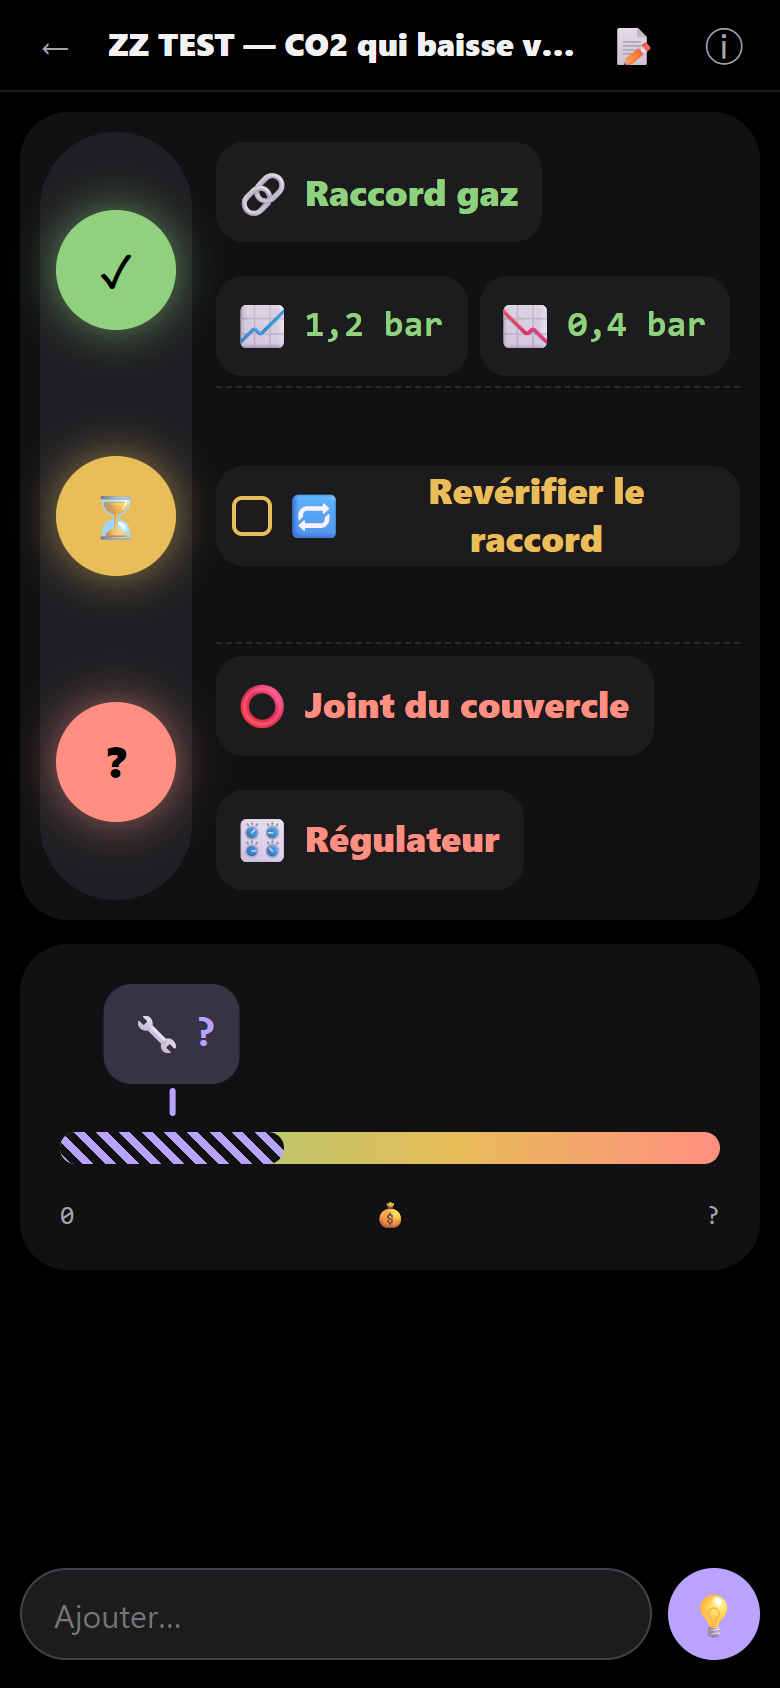 ← ZZ TEST — CO2 qui baisse v... ⓘ
Raccord gaz
1,2 bar 0,4 bar
Revérifier le
raccord
Joint du couvercle
?
Régulateur
?
0 ?
Ajouter...